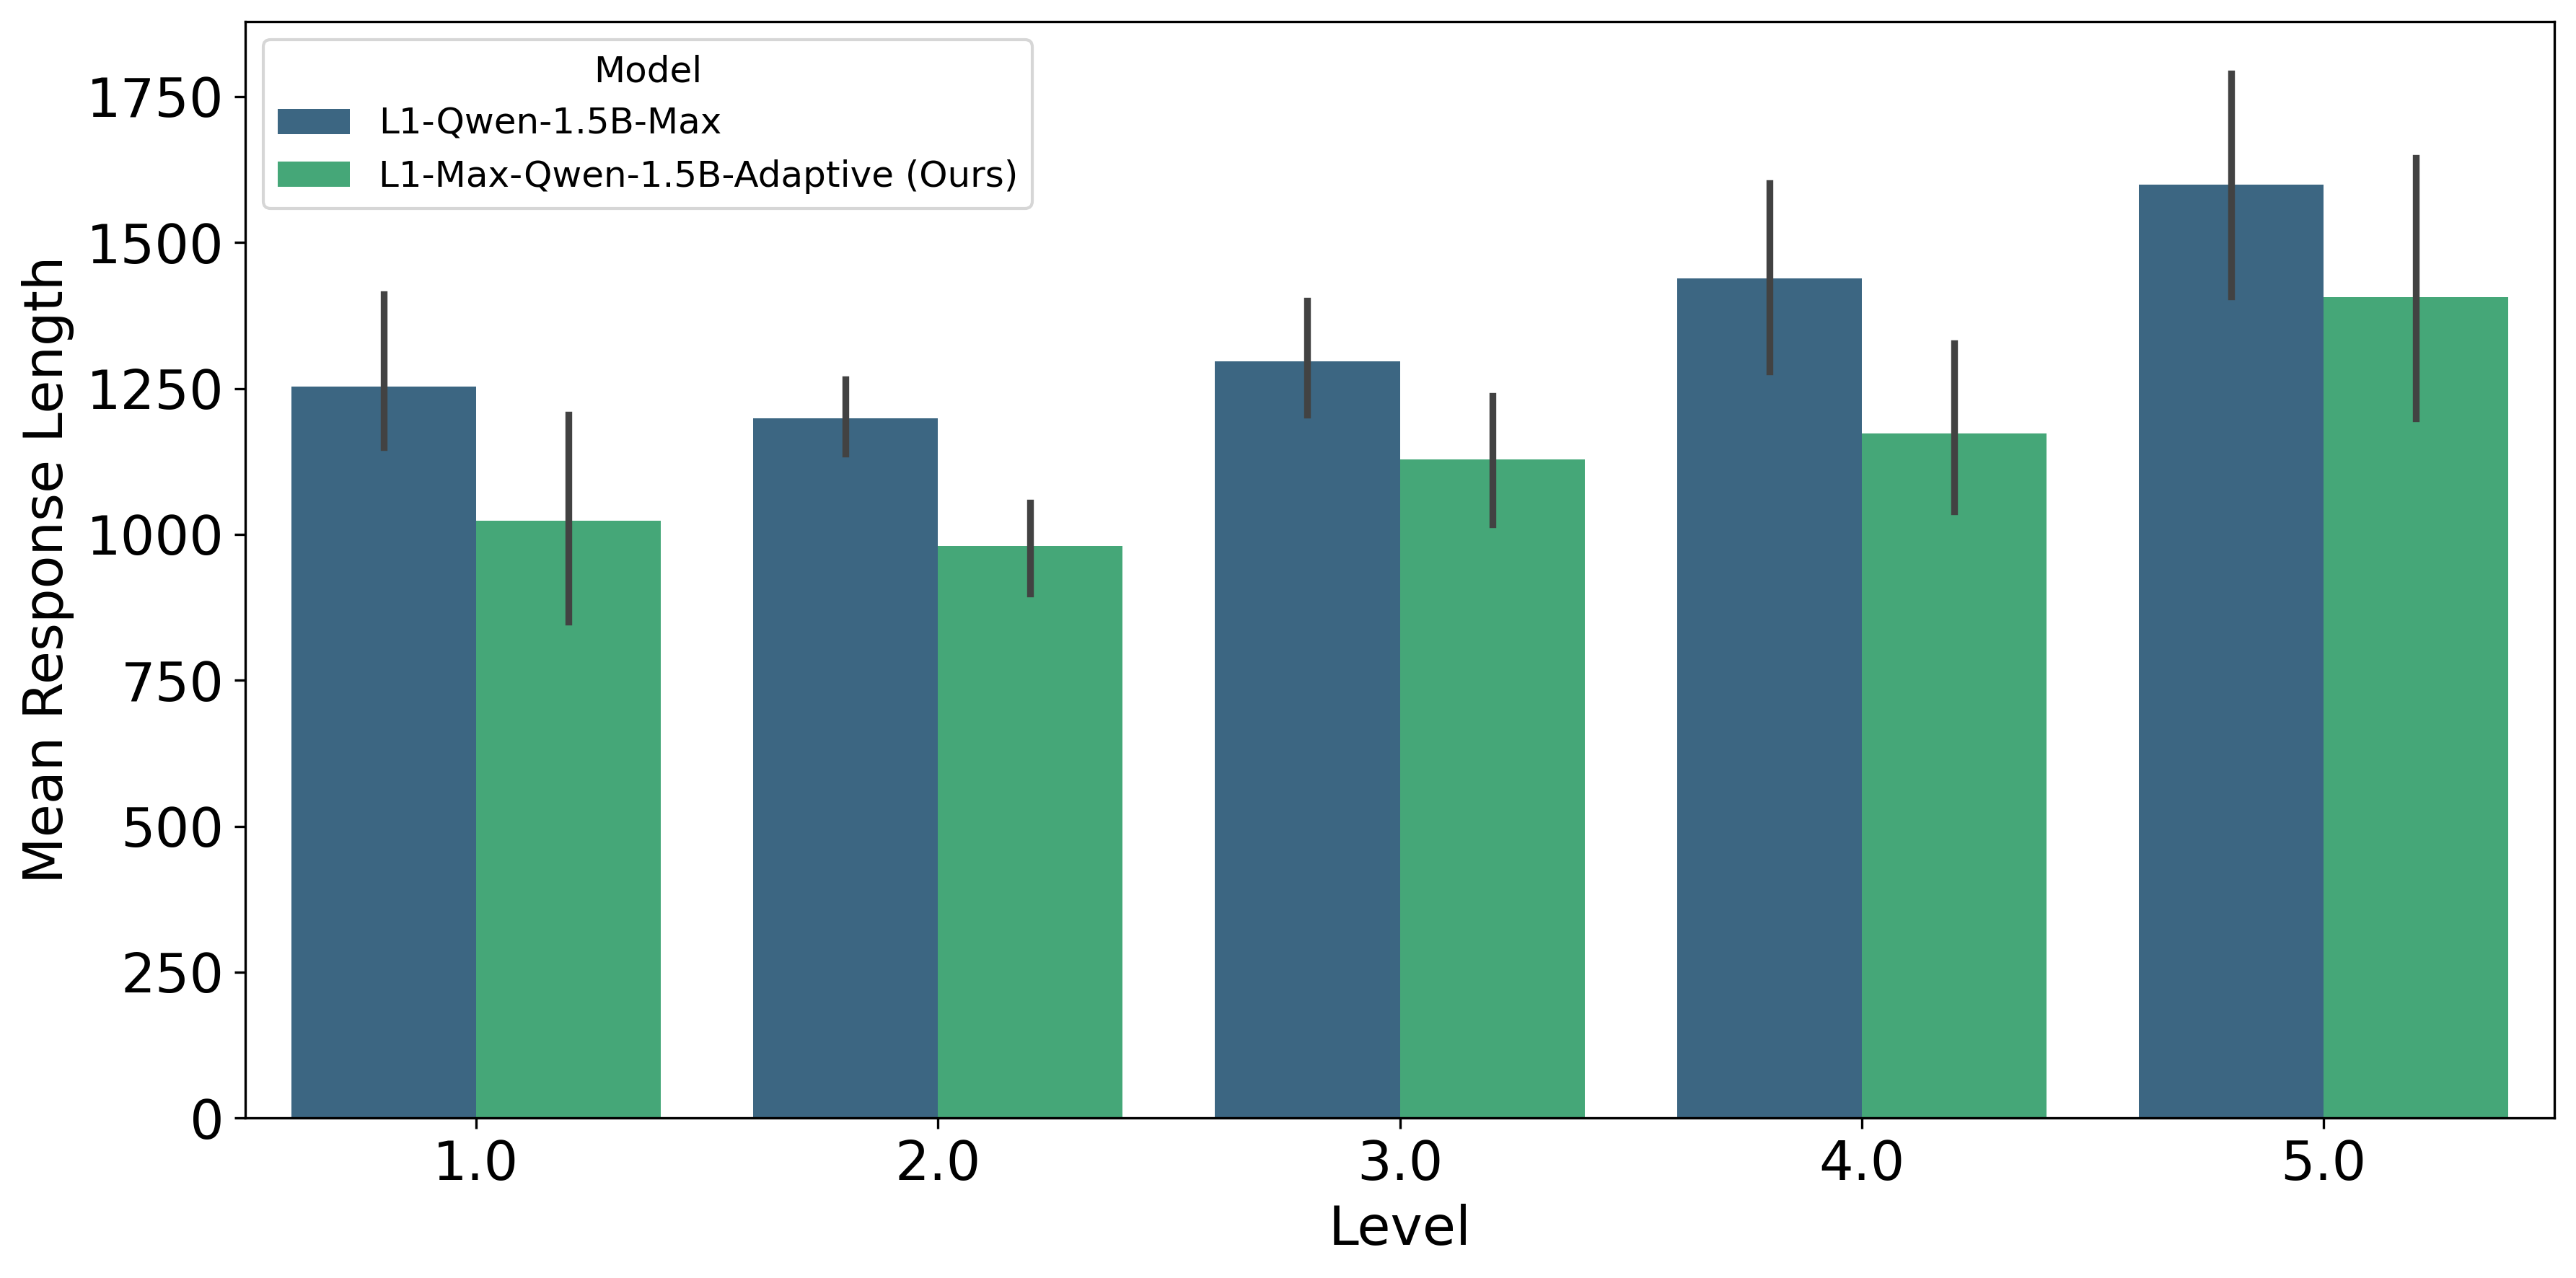 Model
L1-Qwen-1.5B-Max
L1-Max-Qwen-1.5B-Adaptive (Ours)
Mean Response Length
1750
1500
1250
1000
750
500
250
0
1.0 2.0 3.0 4.0 5.0
Level